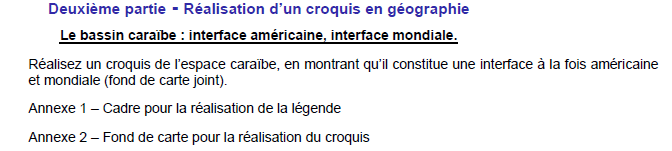 Deuxième partie - Réalisation d'un croquis en géographie
Le bassin caraïbe : interface américaine, interface mondiale.
Réalisez un croquis de l'espace caraïbe, en montrant qu'il constitue une interface à la fois américaine
et mondiale (fond de carte joint).
Annexe 1 – Cadre pour la réalisation de la légende
Annexe 2 – Fond de carte pour la réalisation du croquis